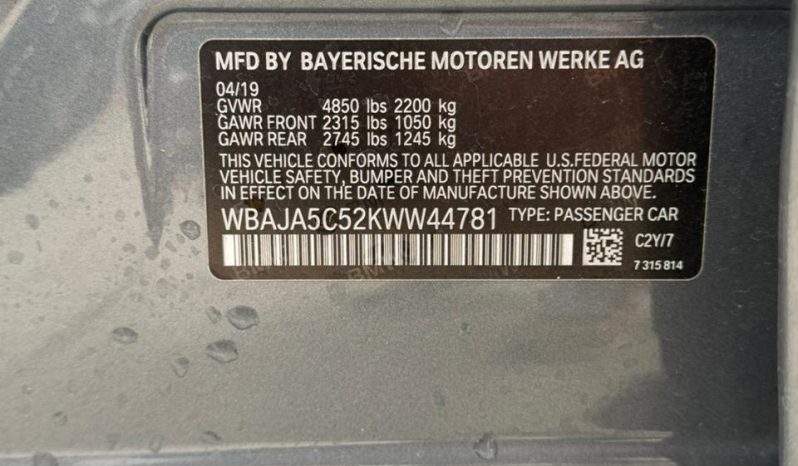 MFD BY BAYERISCHE MOTOREN WERKE AG
04/19
GVWR 4850 lbs 2200 kg
GAWR FRONT 2315 lbs 1050 kg
GAWR REAR 2745 lbs 1245 kg
THIS VEHICLE CONFORMS TO ALL APPLICABLE U.S.FEDERAL MOTOR
VEHICLE SAFETY, BUMPER AND THEFT PREVENTION STANDARDS
IN EFFECT ON THE DATE OF MANUFACTURE SHOWN ABOVE.
WBAJA5C52KWW44781 TYPE: PASSENGER CAR
C2Y/7
7 315 814